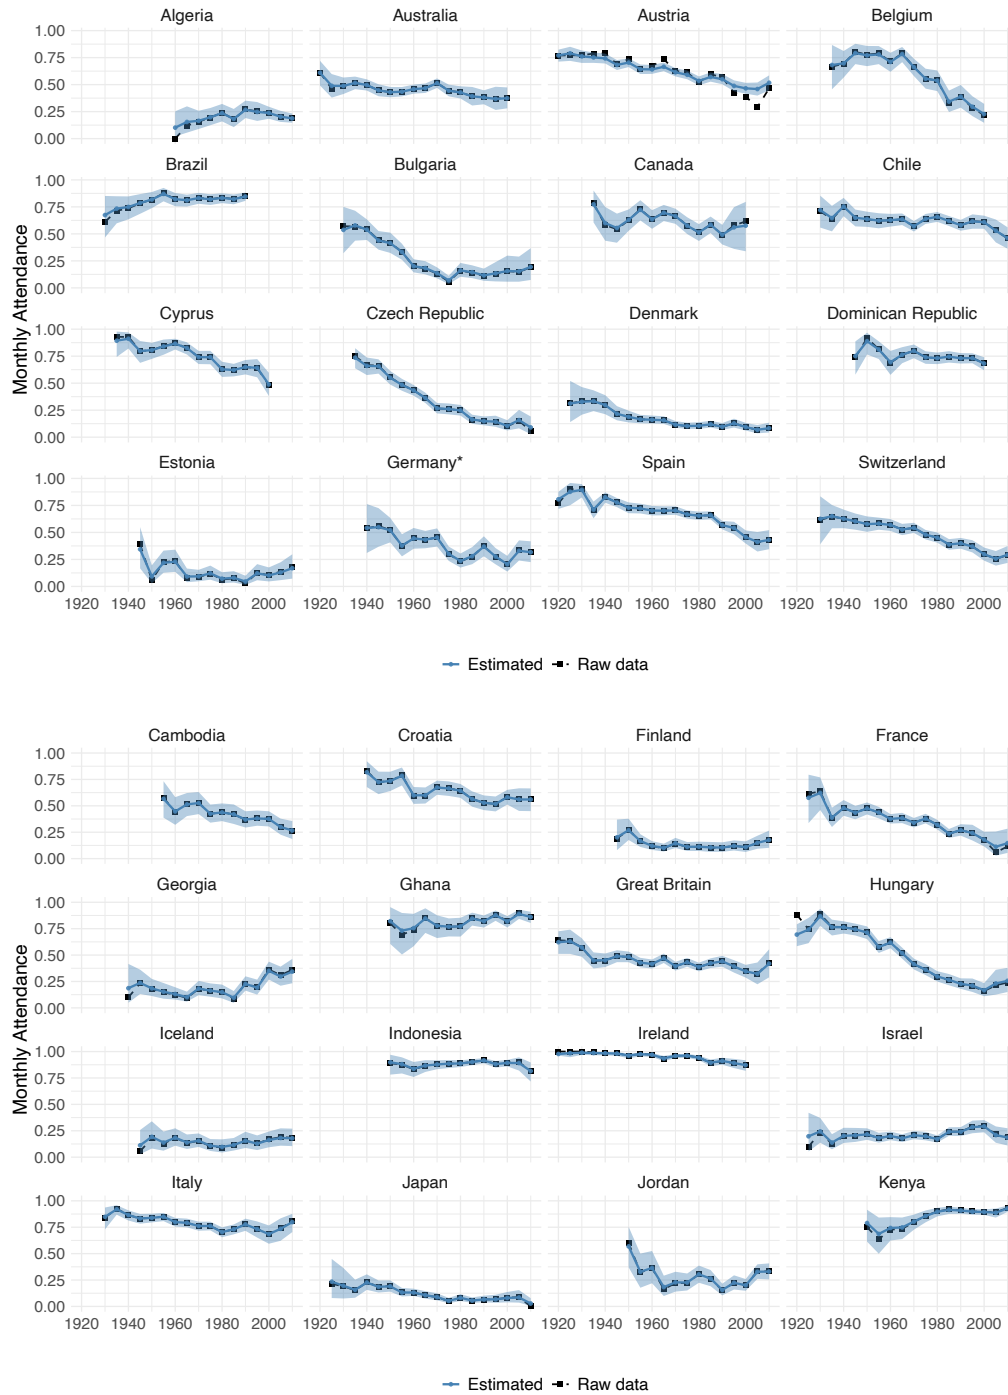 Algeria Australia Austria Belgium
1.00
0.75
0.50
0.25
0.00
Brazil Bulgaria Canada Chile
1.00
0.75
0.50
0.25
0.00
Monthly Attendance
Cyprus Czech Republic Denmark Dominican Republic
1.00
0.75
0.50
0.25
0.00
Estonia Germany* Spain Switzerland
1.00
0.75
0.50
0.25
0.00
1920 1940 1960 1980 2000 1920 1940 1960 1980 2000 1920 1940 1960 1980 2000 1920 1940 1960 1980 2000
Estimated Raw data
Cambodia Croatia Finland France
1.00
0.75
0.50
0.25
0.00
Georgia Ghana Great Britain Hungary
1.00
0.75
0.50
0.25
0.00
Monthly Attendance
Iceland Indonesia Ireland Israel
1.00
0.75
0.50
0.25
0.00
Italy Japan Jordan Kenya
1.00
0.75
0.50
0.25
0.00
1920 1940 1960 1980 2000 1920 1940 1960 1980 2000 1920 1940 1960 1980 2000 1920 1940 1960 1980 2000
Estimated Raw data